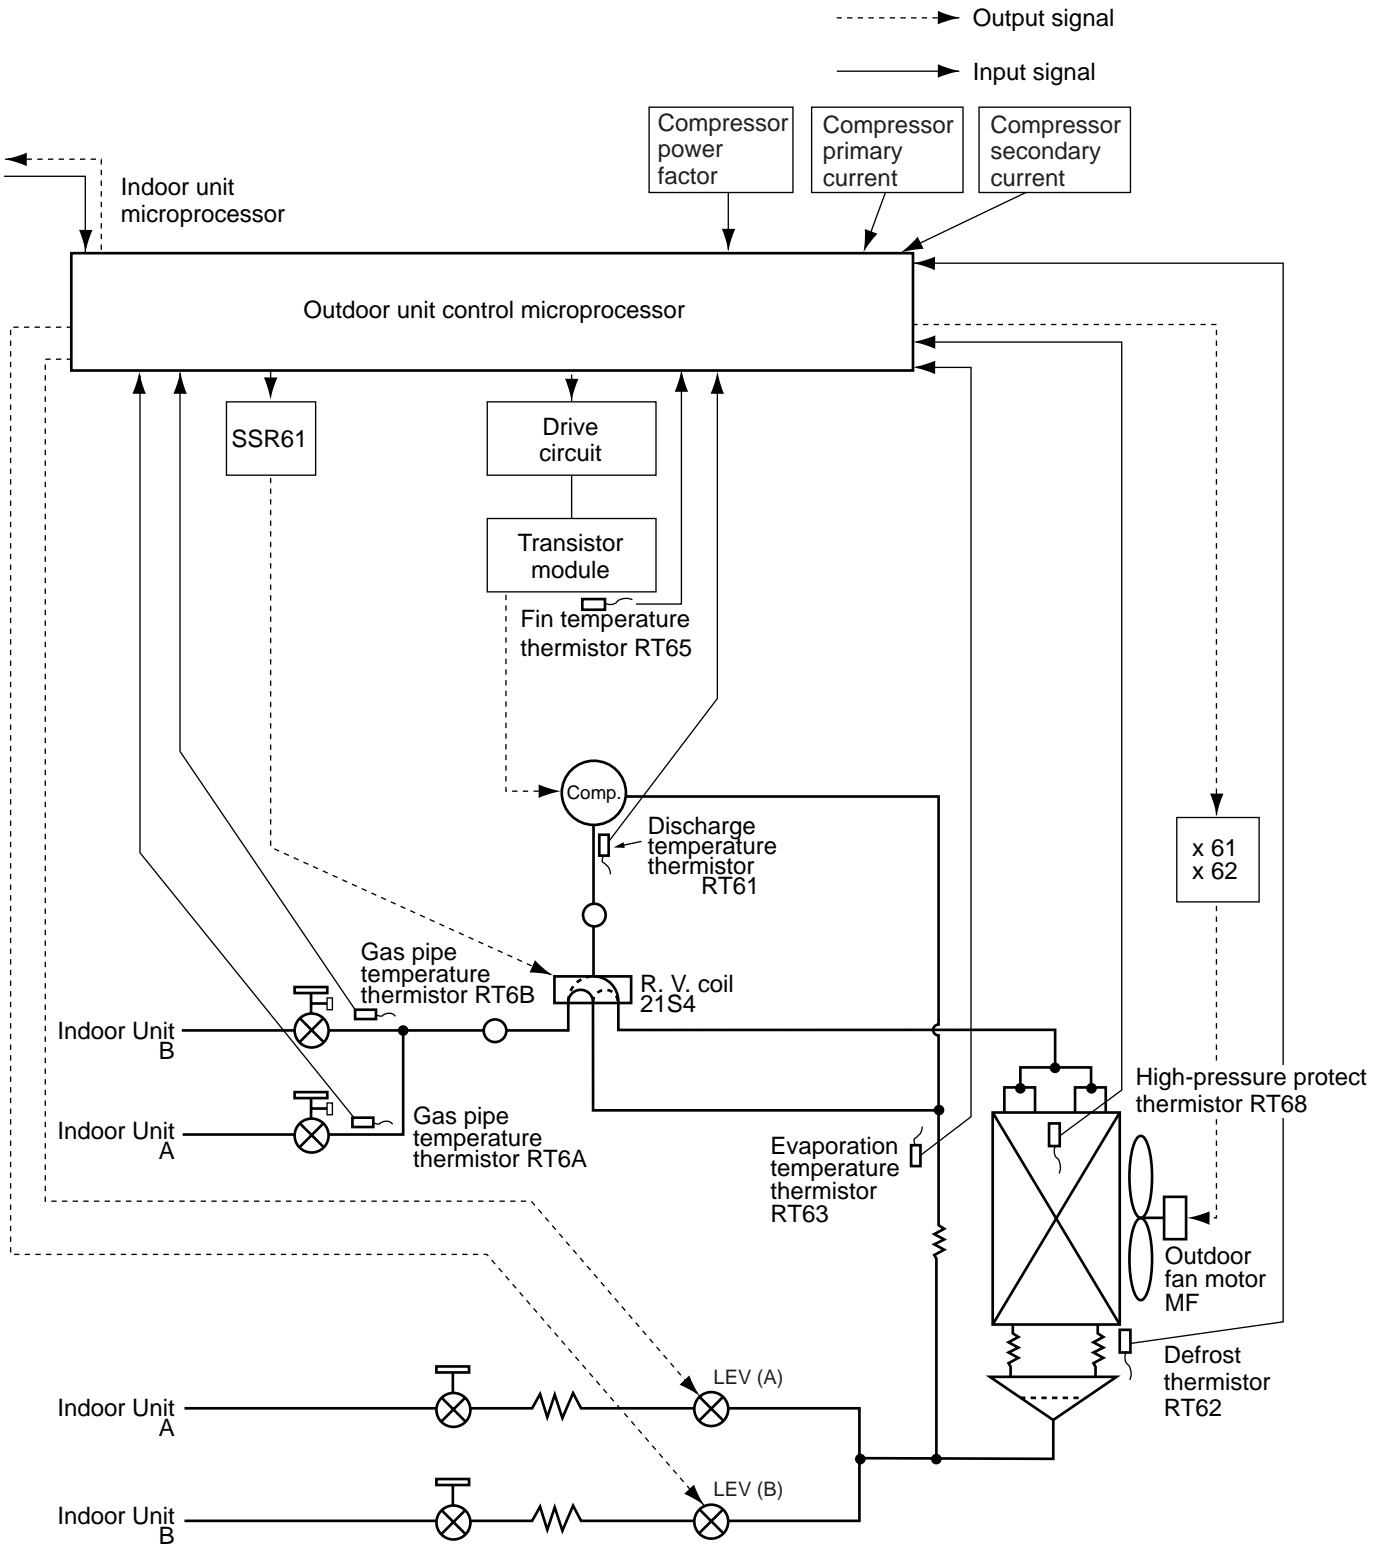 Output signal
Input signal
Compressor
power
factor
Compressor
primary
current
Compressor
secondary
current
Indoor unit
microprocessor
Outdoor unit control microprocessor
SSR61
Drive
circuit
Transistor
module
Fin temperature
thermistor RT65
Comp.
Discharge
temperature
thermistor
RT61
x 61
x 62
Gas pipe
temperature
thermistor RT6B
R. V. coil
21S4
Indoor Unit
B
High-pressure protect
thermistor RT68
Gas pipe
temperature
thermistor RT6A
Indoor Unit
A
Evaporation
temperature
thermistor
RT63
Outdoor
fan motor
MF
Defrost
thermistor
RT62
LEV (A)
Indoor Unit
A
LEV (B)
Indoor Unit
B